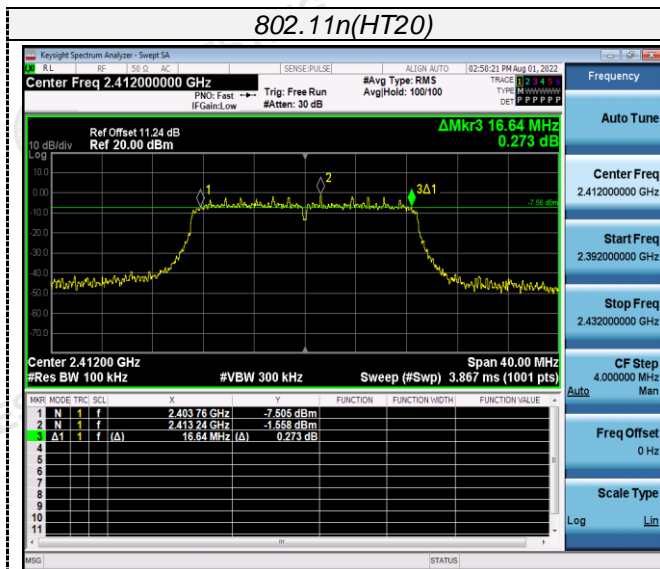 802.11n(HT20)
Keysight Spectrum Analyzer - Swept SA
RL RF 50 Ω AC SENSE:PULSE ALIGN AUTO 02:50:21 PM Aug 01, 2022
Center Freq 2.412000000 GHz
PNO: Fast
IFGain:Low
Trig: Free Run
#Atten: 30 dB
#Avg Type: RMS
Avg|Hold: 100/100
TRACE 1 2 3 4 5 6
TYPE M WWWWW
DET P P P P P P
Frequency
Auto Tune
Center Freq
2.412000000 GHz
Start Freq
2.392000000 GHz
Stop Freq
2.432000000 GHz
CF Step
4.000000 MHz
Auto Man
Freq Offset
0 Hz
Scale Type
Log Lin
Ref Offset 11.24 dB
10 dB/div Ref 20.00 dBm
Log
ΔMkr3 16.64 MHz
0.273 dB
10.0
0.00
-10.0
-20.0
-30.0
-40.0
-50.0
-60.0
-70.0
1
2
3Δ1
-7.56 dBm
Center 2.41200 GHz Span 40.00 MHz
#Res BW 100 kHz #VBW 300 kHz Sweep (#Swp) 3.867 ms (1001 pts)
MKR MODE TRC SCL X Y FUNCTION FUNCTION WIDTH FUNCTION VALUE
1 N 1 f 2.403 76 GHz -7.505 dBm
2 N 1 f 2.413 24 GHz -1.558 dBm
3 Δ1 1 f (Δ) 16.64 MHz (Δ) 0.273 dB
4
5
6
7
8
9
10
11
MSG STATUS